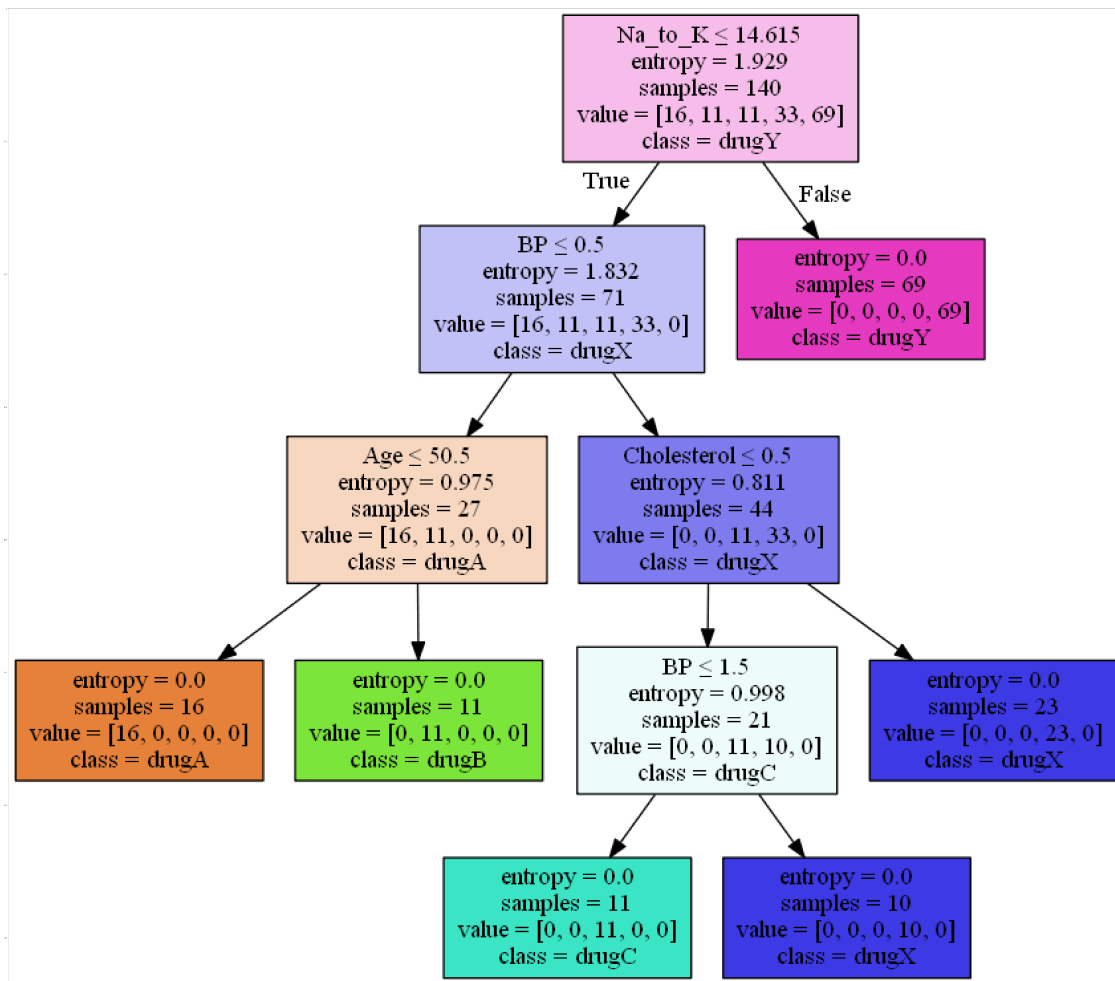 Na_to_K ≤ 14.615
entropy = 1.929
samples = 140
value = [16, 11, 11, 33, 69]
class = drugY
True
False
BP ≤ 0.5
entropy = 1.832
samples = 71
value = [16, 11, 11, 33, 0]
class = drugX
entropy = 0.0
samples = 69
value = [0, 0, 0, 0, 69]
class = drugY
Age ≤ 50.5
entropy = 0.975
samples = 27
value = [16, 11, 0, 0, 0]
class = drugA
Cholesterol ≤ 0.5
entropy = 0.811
samples = 44
value = [0, 0, 11, 33, 0]
class = drugX
entropy = 0.0
samples = 16
value = [16, 0, 0, 0, 0]
class = drugA
entropy = 0.0
samples = 11
value = [0, 11, 0, 0, 0]
class = drugB
BP ≤ 1.5
entropy = 0.998
samples = 21
value = [0, 0, 11, 10, 0]
class = drugC
entropy = 0.0
samples = 23
value = [0, 0, 0, 23, 0]
class = drugX
entropy = 0.0
samples = 11
value = [0, 0, 11, 0, 0]
class = drugC
entropy = 0.0
samples = 10
value = [0, 0, 0, 10, 0]
class = drugX